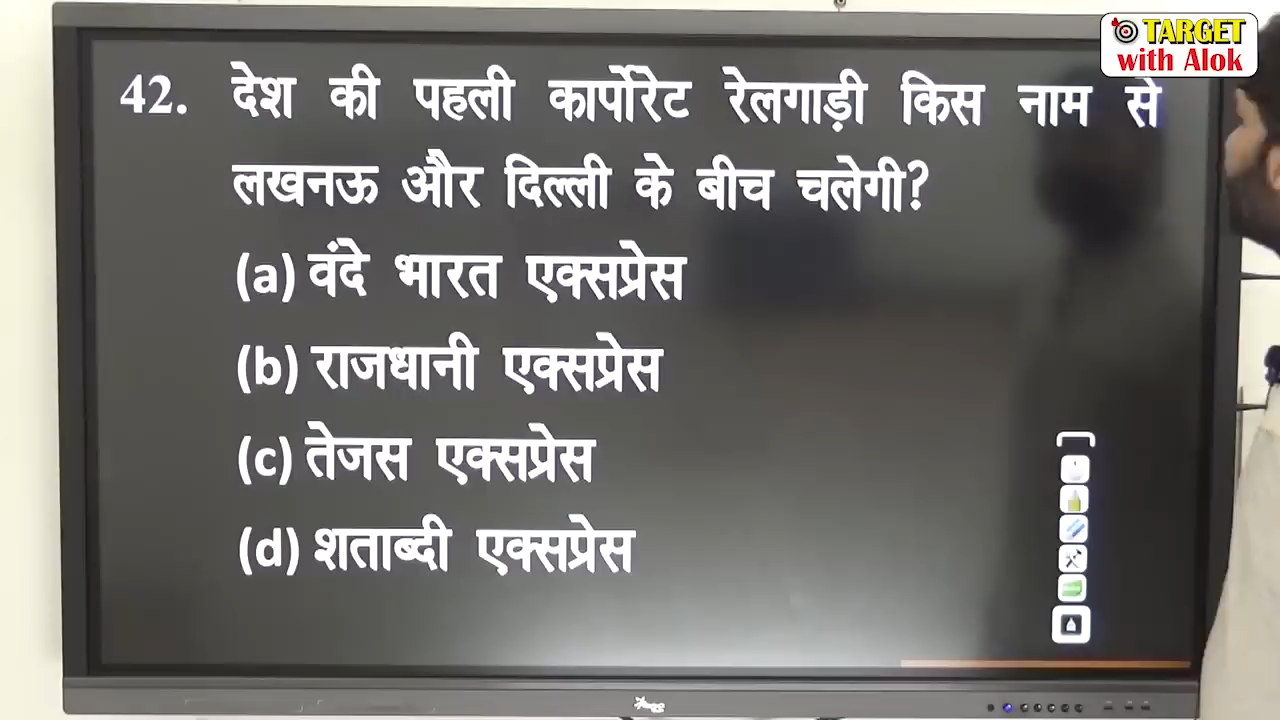 TARGET
with Alok
42. देश की पहली कार्पोरेट रेलगाड़ी किस नाम से
लखनऊ और दिल्ली के बीच चलेगी?
(a) वंदे भारत एक्सप्रेस
(b) राजधानी एक्सप्रेस
(c) तेजस एक्सप्रेस
(d) शताब्दी एक्सप्रेस